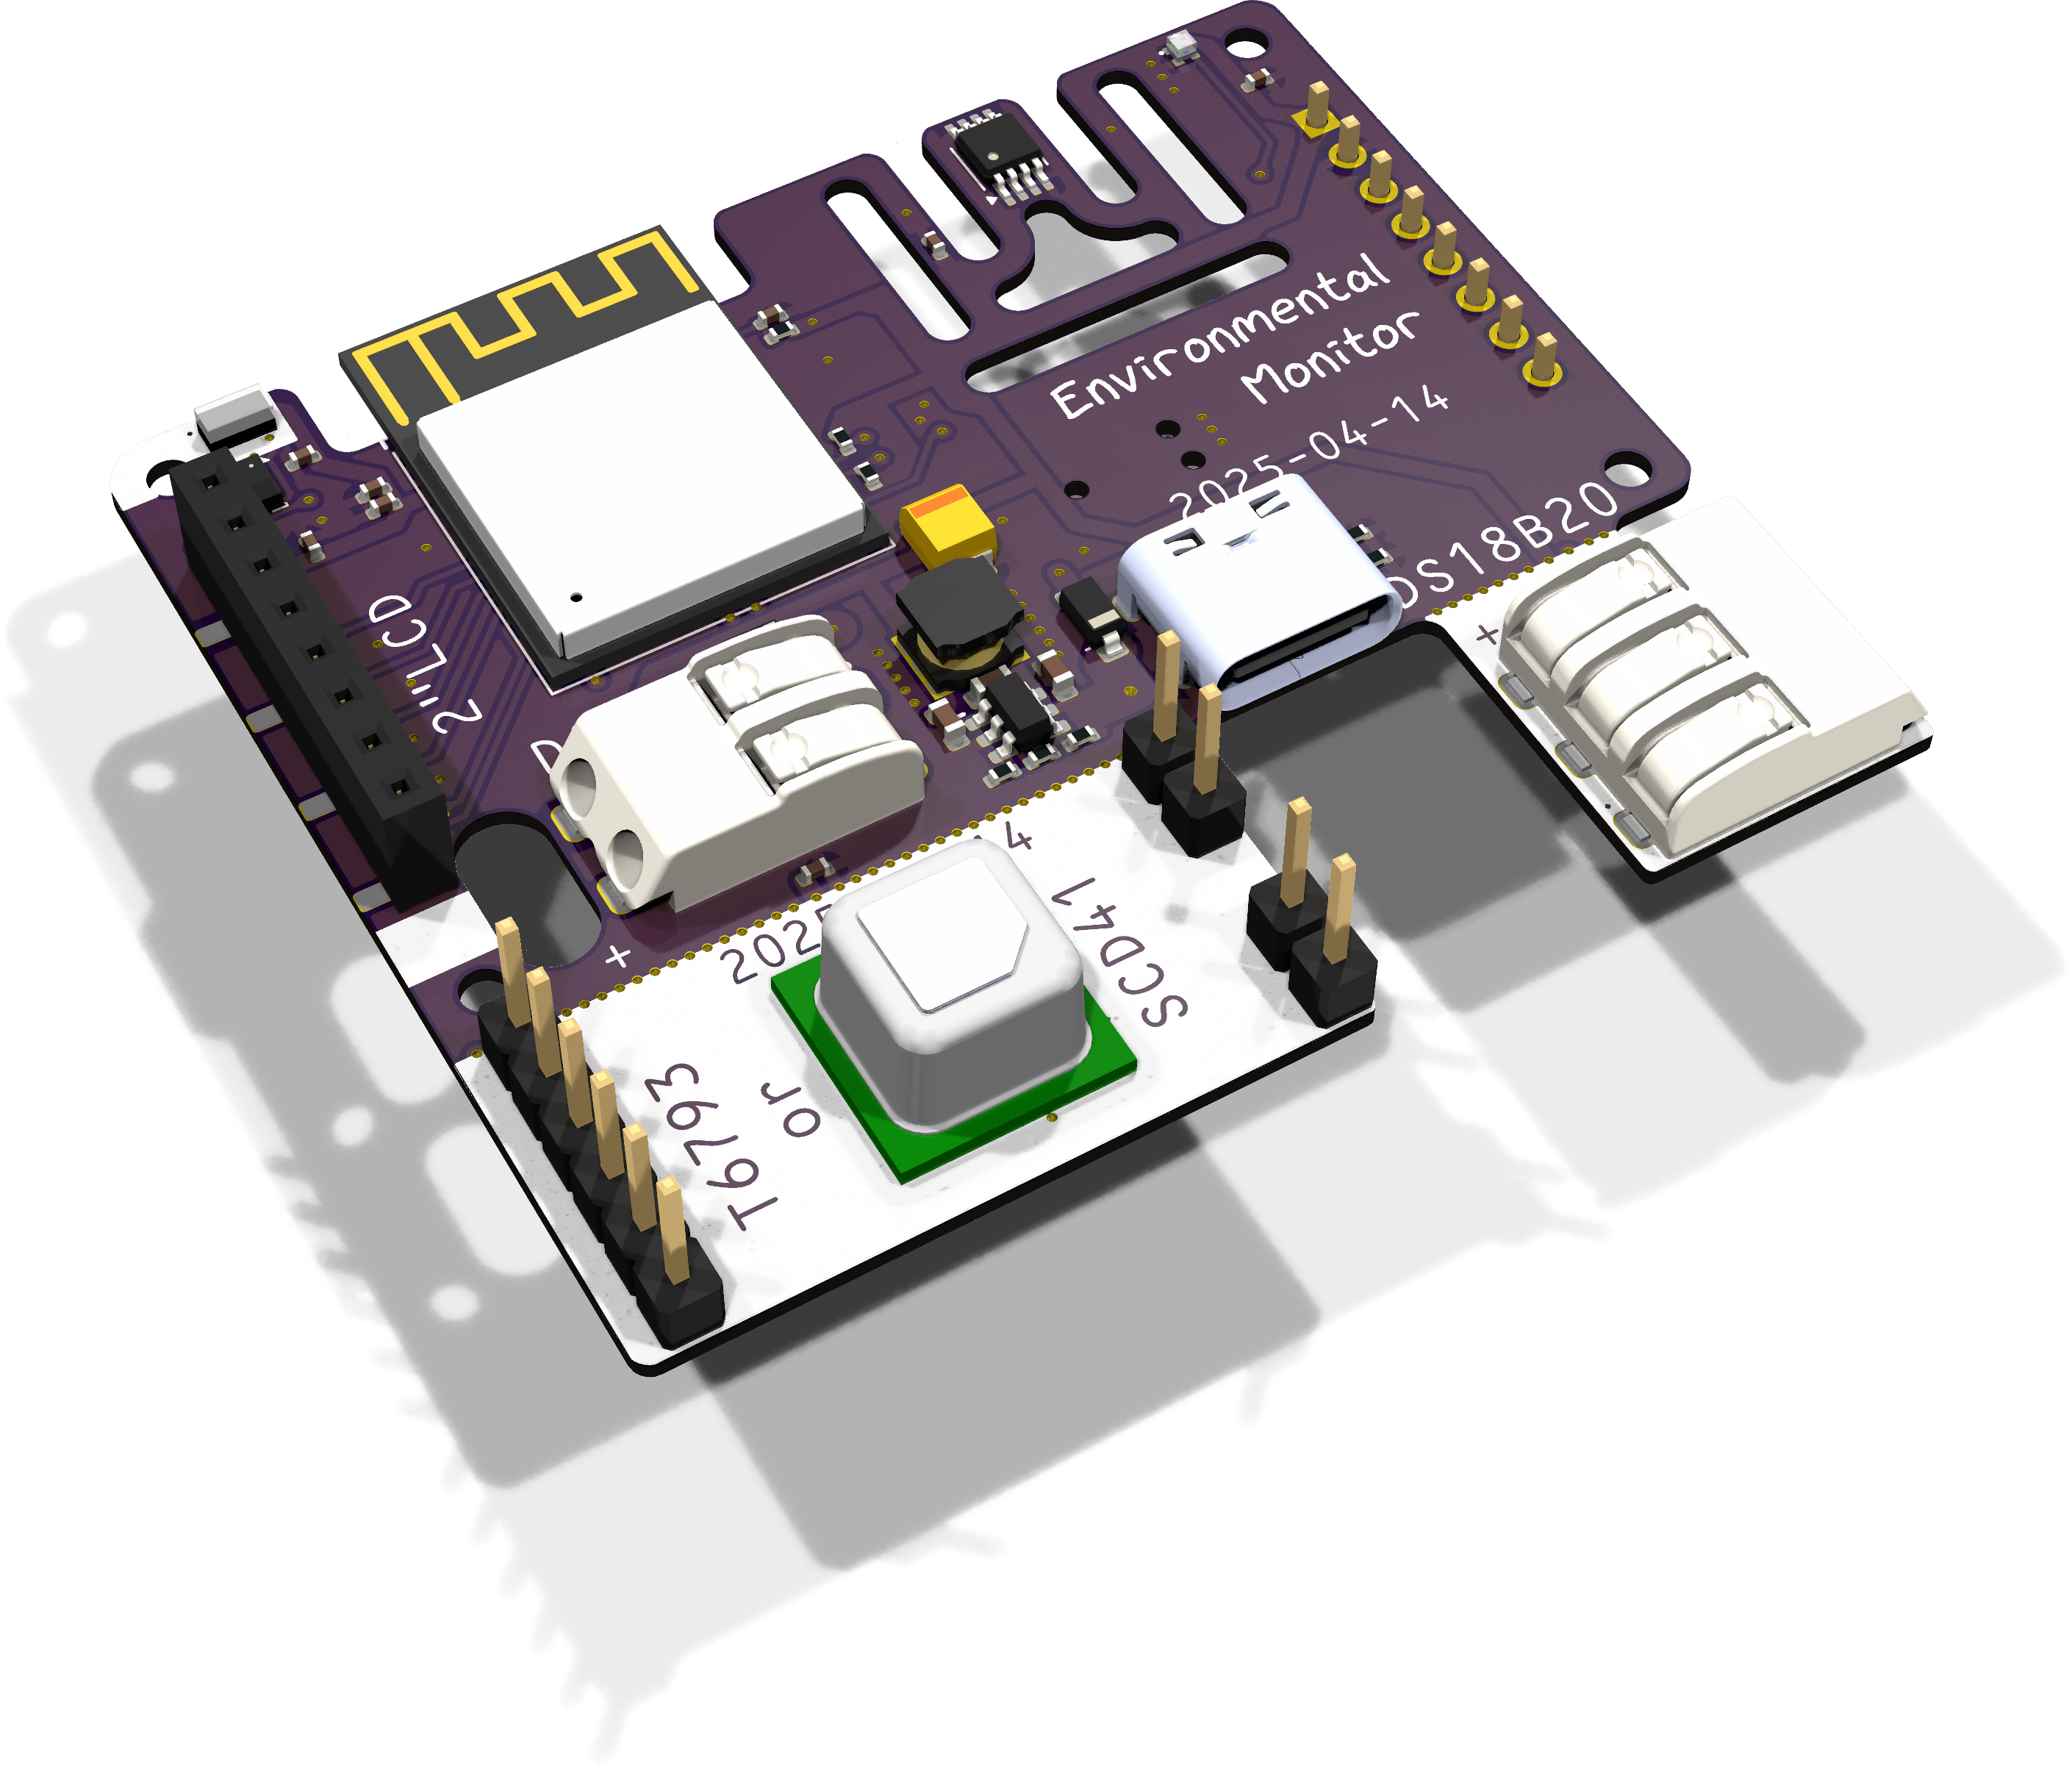 Environmental
Monitor
2025-04-14
DS18B20
+
2"LCD
+
SCD41
or
T6793